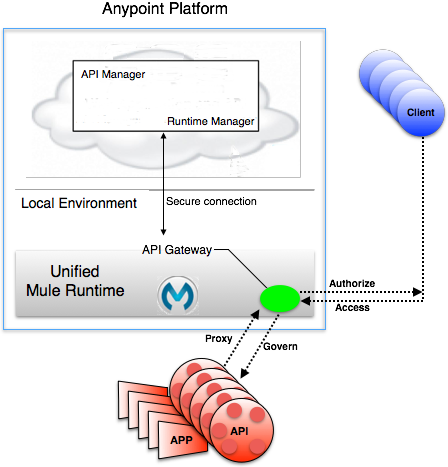 Anypoint Platform
API Manager
Runtime Manager
Client
Local Environment
Secure connection
API Gateway
Unified
Mule Runtime
Authorize
Access
Proxy
Govern
APP
API